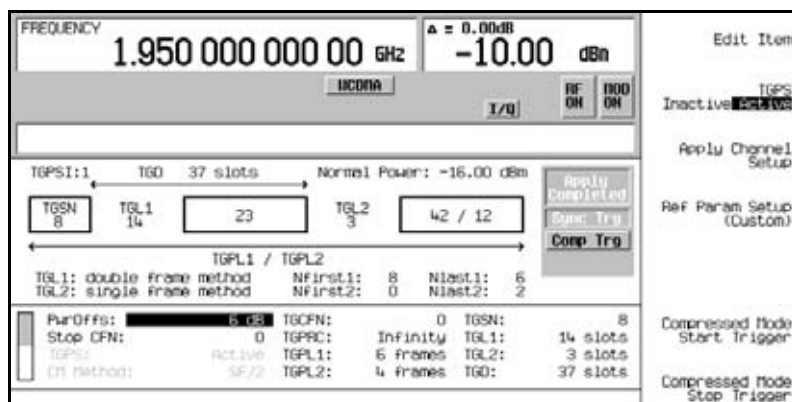 FREQUENCY
1.950 000 000 00 GHz
Δ = 0.00dB
-10.00 dBm
WCDMA
I/Q
RF ON
MOD ON
TGPSI:1
TGD 37 slots
Normal Power: -16.00 dBm
TGSN
8
TGL1
14
23
TGL2
3
42 / 12
Apply Completed
Sync Trg
Comp Trg
TGPL1 / TGPL2
TGL1: double frame method Nfirst1: 8 Nlast1: 6
TGL2: single frame method Nfirst2: 0 Nlast2: 2
PwrOffs: 6 dB TGCFN: 0 TGSN: 8
Stop CFN: 0 TGPRC: Infinity TGL1: 14 slots
TGPS: Active TGPL1: 6 frames TGL2: 3 slots
CM Method: SF/2 TGPL2: 4 frames TGD: 37 slots
Edit Item
TGPS
Inactive Active
Apply Channel
Setup
Ref Param Setup
(Custom)
Compressed Mode
Start Trigger
Compressed Mode
Stop Trigger